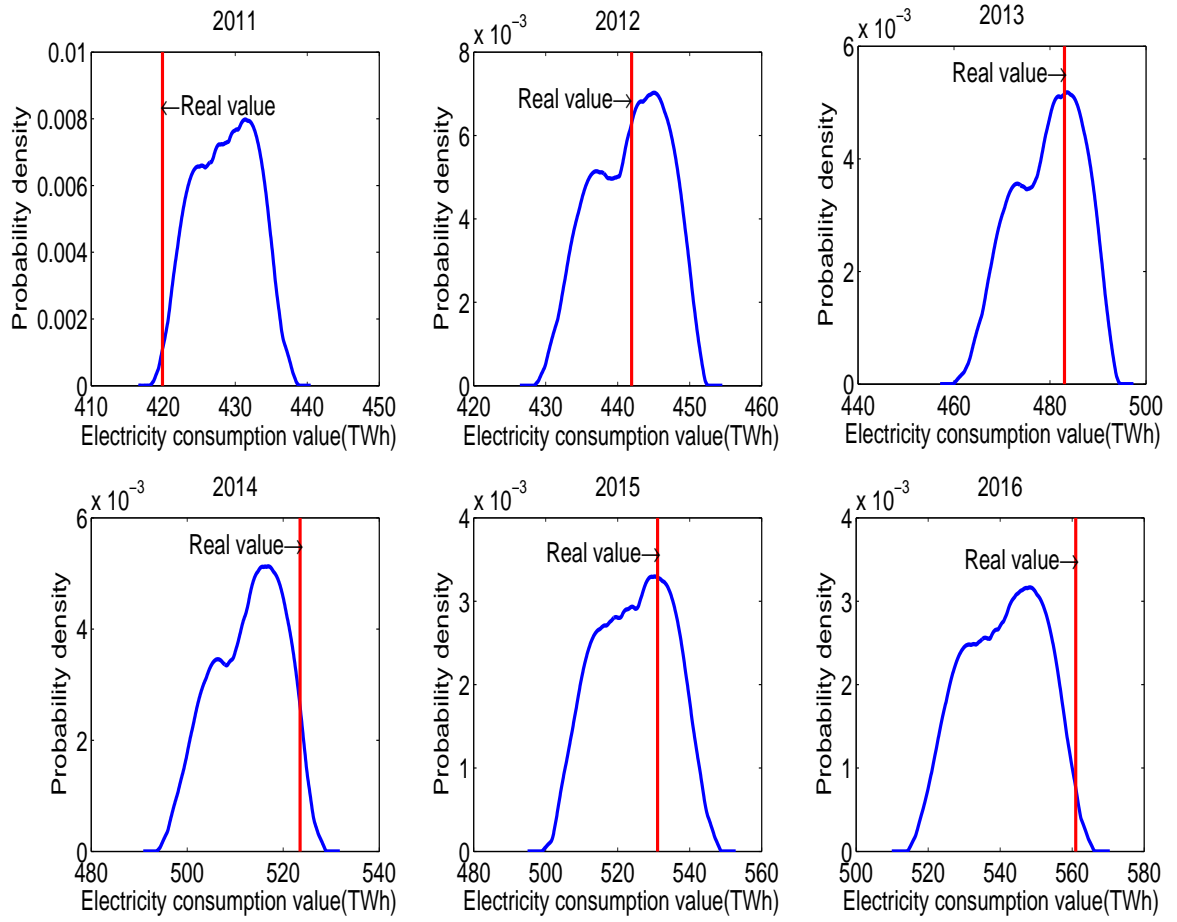 2011
Probability density
0.01
0.008
0.006
0.004
0.002
0
←Real value
410 420 430 440 450
Electricity consumption value(TWh)
2012
x 10⁻³
Probability density
8
6
4
2
0
Real value→
420 430 440 450 460
Electricity consumption value(TWh)
2013
x 10⁻³
Probability density
6
4
2
0
Real value→
440 460 480 500
Electricity consumption value(TWh)
2014
x 10⁻³
Probability density
6
4
2
0
Real value→
480 500 520 540
Electricity consumption value(TWh)
2015
x 10⁻³
Probability density
4
3
2
1
0
Real value→
480 500 520 540 560
Electricity consumption value(TWh)
2016
x 10⁻³
Probability density
4
3
2
1
0
Real value→
500 520 540 560 580
Electricity consumption value(TWh)